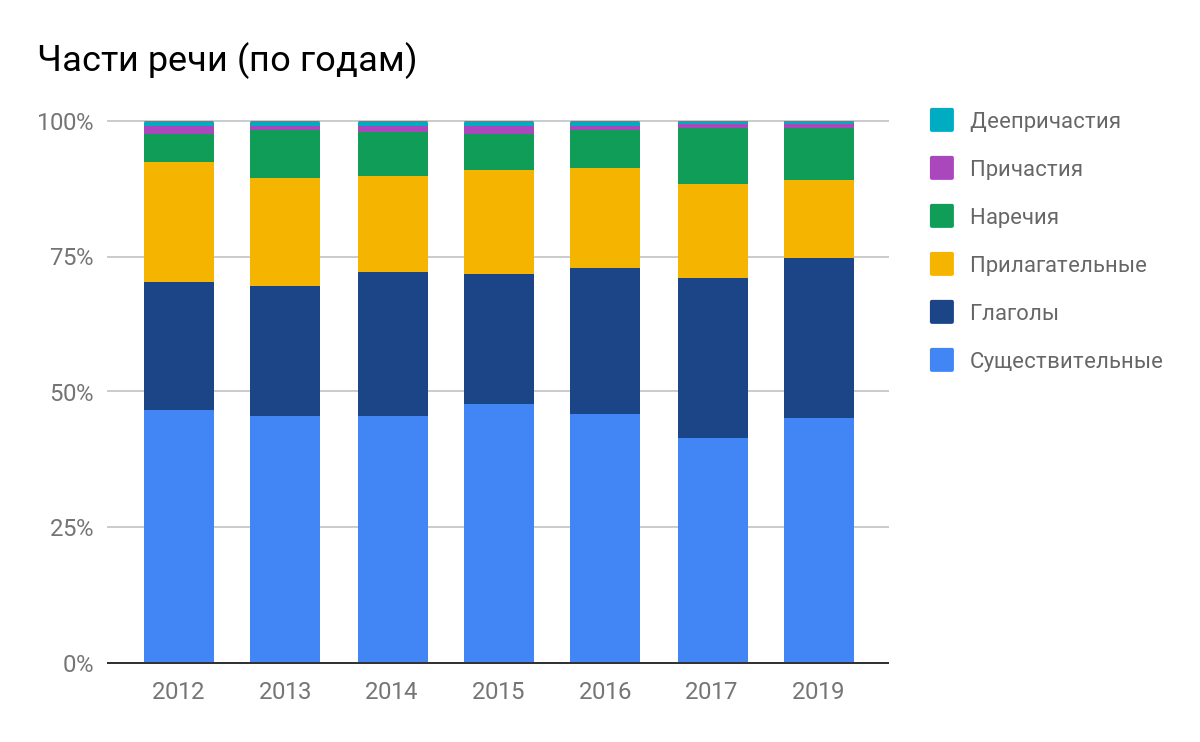 Части речи (по годам)
100%
75%
50%
25%
0%
2012
2013
2014
2015
2016
2017
2019
Деепричастия
Причастия
Наречия
Прилагательные
Глаголы
Существительные